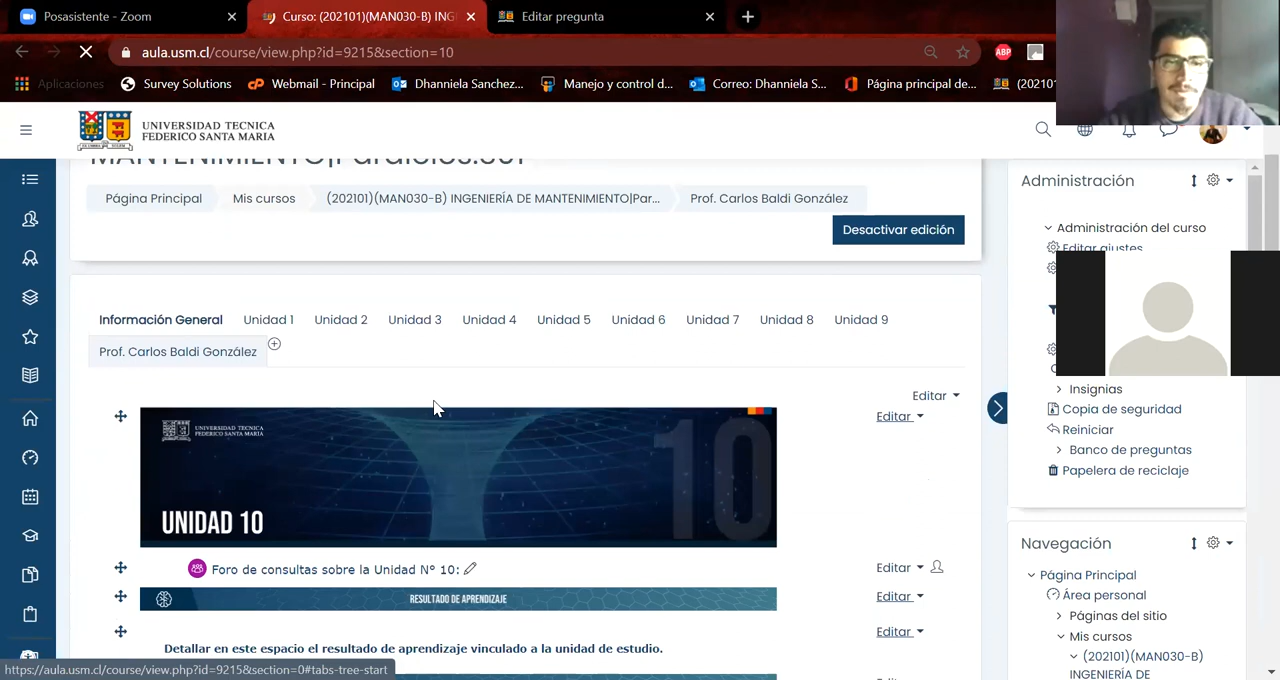 Posasistente - Zoom
Curso: (202101)(MAN030-B) ING
Editar pregunta
aula.usm.cl/course/view.php?id=9215&section=10
ABP
Aplicaciones
Survey Solutions
Webmail - Principal
Dhanniela Sanchez...
Manejo y control d...
Correo: Dhanniela S...
Página principal de...
(20210
UNIVERSIDAD TECNICA
FEDERICO SANTA MARIA
MANTENIMIENTO|Paralelos:001
Página Principal
Mis cursos
(202101)(MAN030-B) INGENIERÍA DE MANTENIMIENTO|Par...
Prof. Carlos Baldi González
Desactivar edición
Información General
Unidad 1
Unidad 2
Unidad 3
Unidad 4
Unidad 5
Unidad 6
Unidad 7
Unidad 8
Unidad 9
Prof. Carlos Baldi González
Editar
Editar
UNIVERSIDAD TECNICA
FEDERICO SANTA MARIA
UNIDAD 10
10
Foro de consultas sobre la Unidad N° 10:
Editar
RESULTADO DE APRENDIZAJE
Editar
Editar
Detallar en este espacio el resultado de aprendizaje vinculado a la unidad de estudio.
https://aula.usm.cl/course/view.php?id=9215&section=0#tabs-tree-start
Administración
Administración del curso
Editar ajustes
Insignias
Copia de seguridad
Reiniciar
Banco de preguntas
Papelera de reciclaje
Navegación
Página Principal
Área personal
Páginas del sitio
Mis cursos
(202101)(MAN030-B)
INGENIERÍA DE